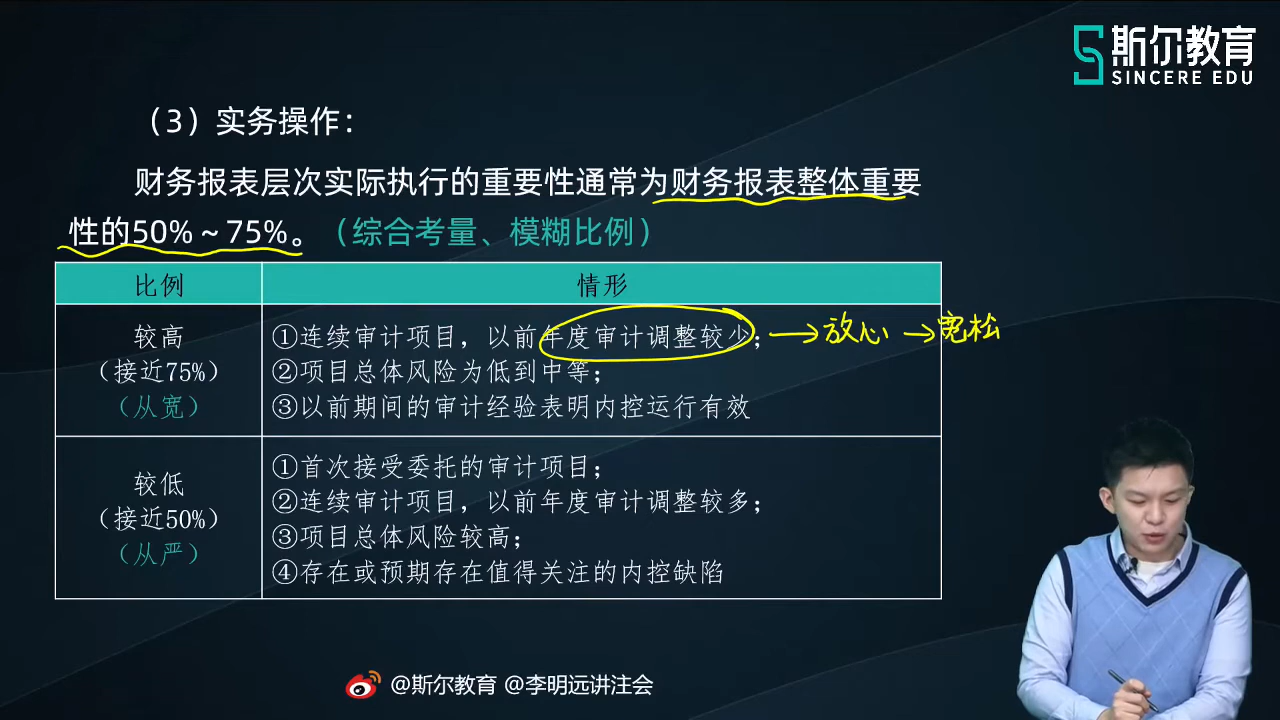 斯尔教育
SINCERE EDU
（3）实务操作：
财务报表层次实际执行的重要性通常为财务报表整体重要
性的50%～75%。（综合考量、模糊比例）
比例 情形
较高
（接近75%）
（从宽）
①连续审计项目，以前年度审计调整较少；→放心→宽松
②项目总体风险为低到中等；
③以前期间的审计经验表明内控运行有效
较低
（接近50%）
（从严）
①首次接受委托的审计项目；
②连续审计项目，以前年度审计调整较多；
③项目总体风险较高；
④存在或预期存在值得关注的内控缺陷
@斯尔教育 @李明远讲注会